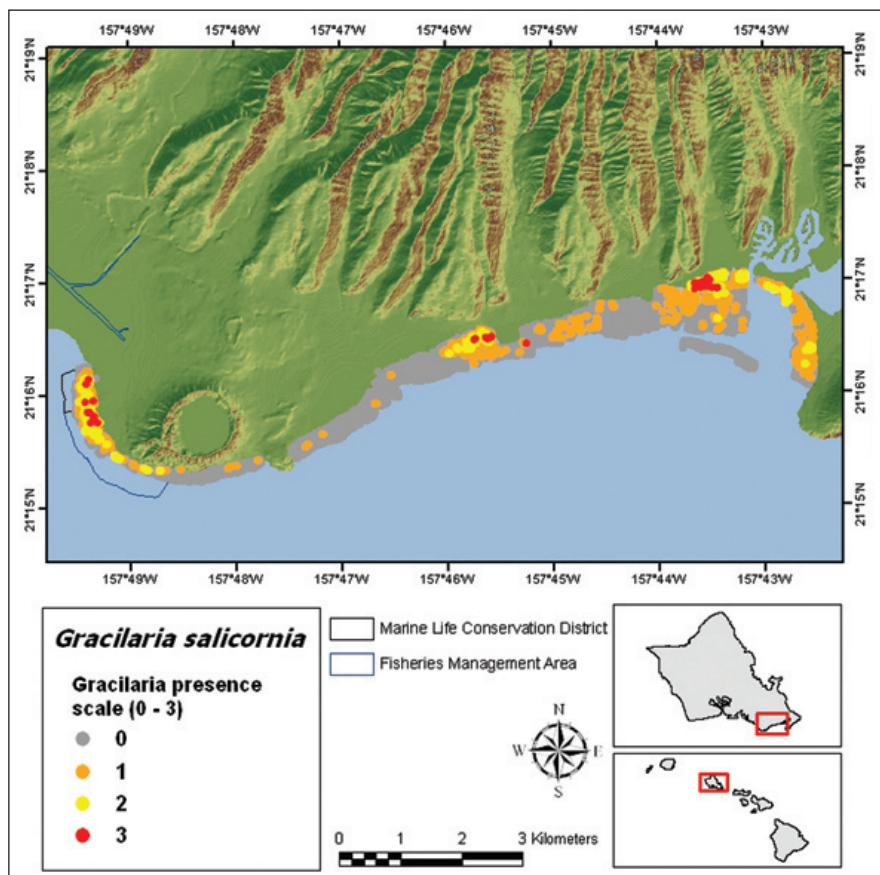 157°49'W 157°48'W 157°47'W 157°46'W 157°45'W 157°44'W 157°43'W
21°19'N 21°19'N
21°18'N 21°18'N
21°17'N 21°17'N
21°16'N 21°16'N
21°15'N 21°15'N
157°49'W 157°48'W 157°47'W 157°46'W 157°45'W 157°44'W 157°43'W
Gracilaria salicornia
Gracilaria presence
scale (0 - 3)
0
1
2
3
Marine Life Conservation District
Fisheries Management Area
N
W E
S
0 1 2 3 Kilometers